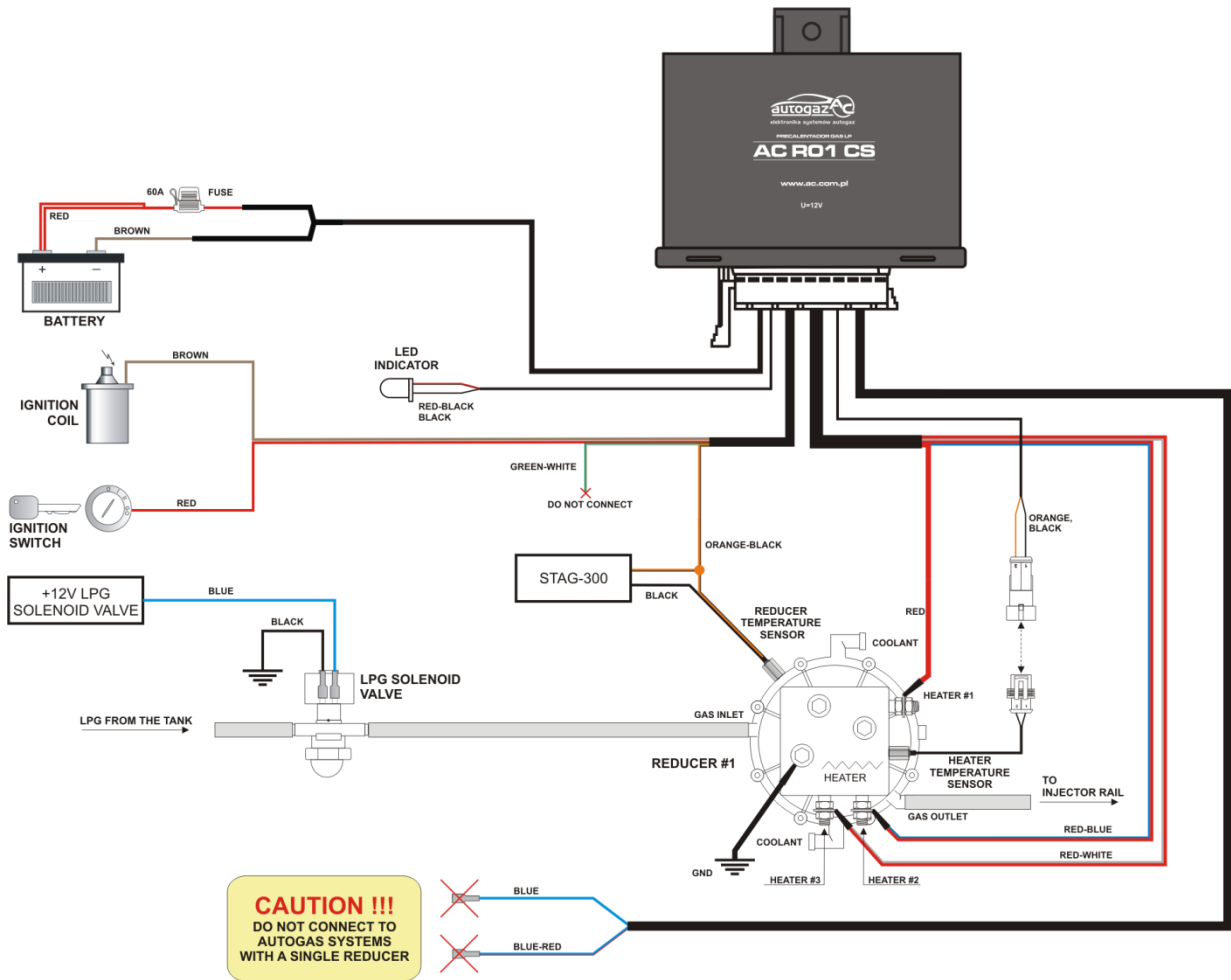 autogaz AC
elektronika systemów autogaz
PRECALENTADOR GAS LP
AC R01 CS
www.ac.com.pl
U=12V
60A
FUSE
RED
BROWN
+
−
BATTERY
BROWN
IGNITION
COIL
LED
INDICATOR
RED-BLACK
BLACK
GREEN-WHITE
DO NOT CONNECT
RED
IGNITION
SWITCH
ORANGE,
BLACK
ORANGE-BLACK
STAG-300
BLACK
+12V LPG
SOLENOID VALVE
BLUE
BLACK
REDUCER
TEMPERATURE
SENSOR
RED
COOLANT
LPG SOLENOID
VALVE
HEATER #1
LPG FROM THE TANK
GAS INLET
REDUCER #1
HEATER
HEATER
TEMPERATURE
SENSOR
TO
INJECTOR RAIL
GAS OUTLET
RED-BLUE
COOLANT
RED-WHITE
GND
HEATER #3
HEATER #2
CAUTION !!!
DO NOT CONNECT TO
AUTOGAS SYSTEMS
WITH A SINGLE REDUCER
BLUE
BLUE-RED